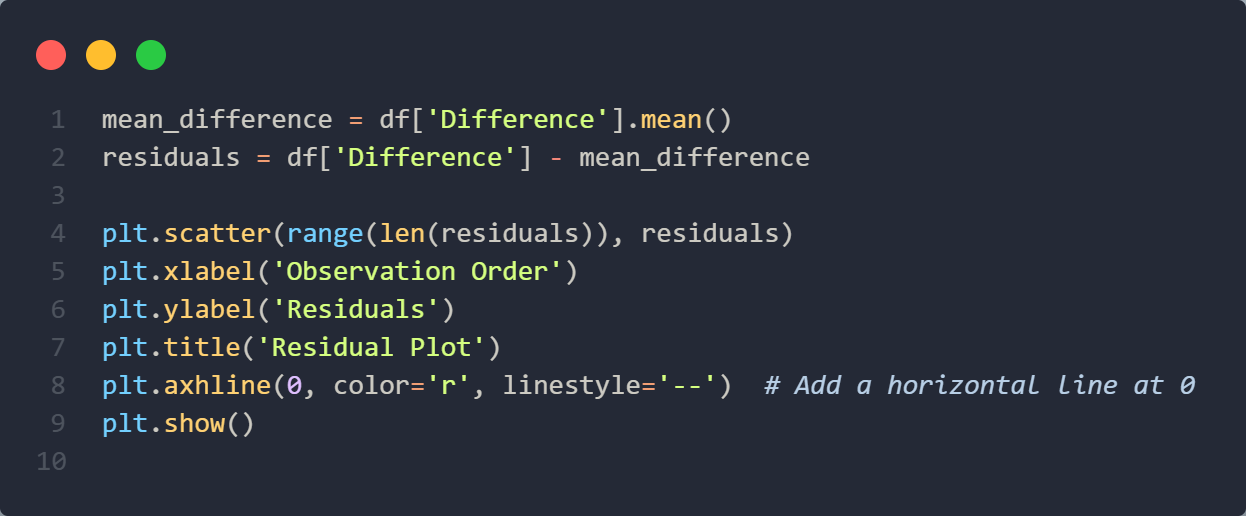 1 mean_difference = df['Difference'].mean()
2 residuals = df['Difference'] - mean_difference
3
4 plt.scatter(range(len(residuals)), residuals)
5 plt.xlabel('Observation Order')
6 plt.ylabel('Residuals')
7 plt.title('Residual Plot')
8 plt.axhline(0, color='r', linestyle='--')  # Add a horizontal line at 0
9 plt.show()
10